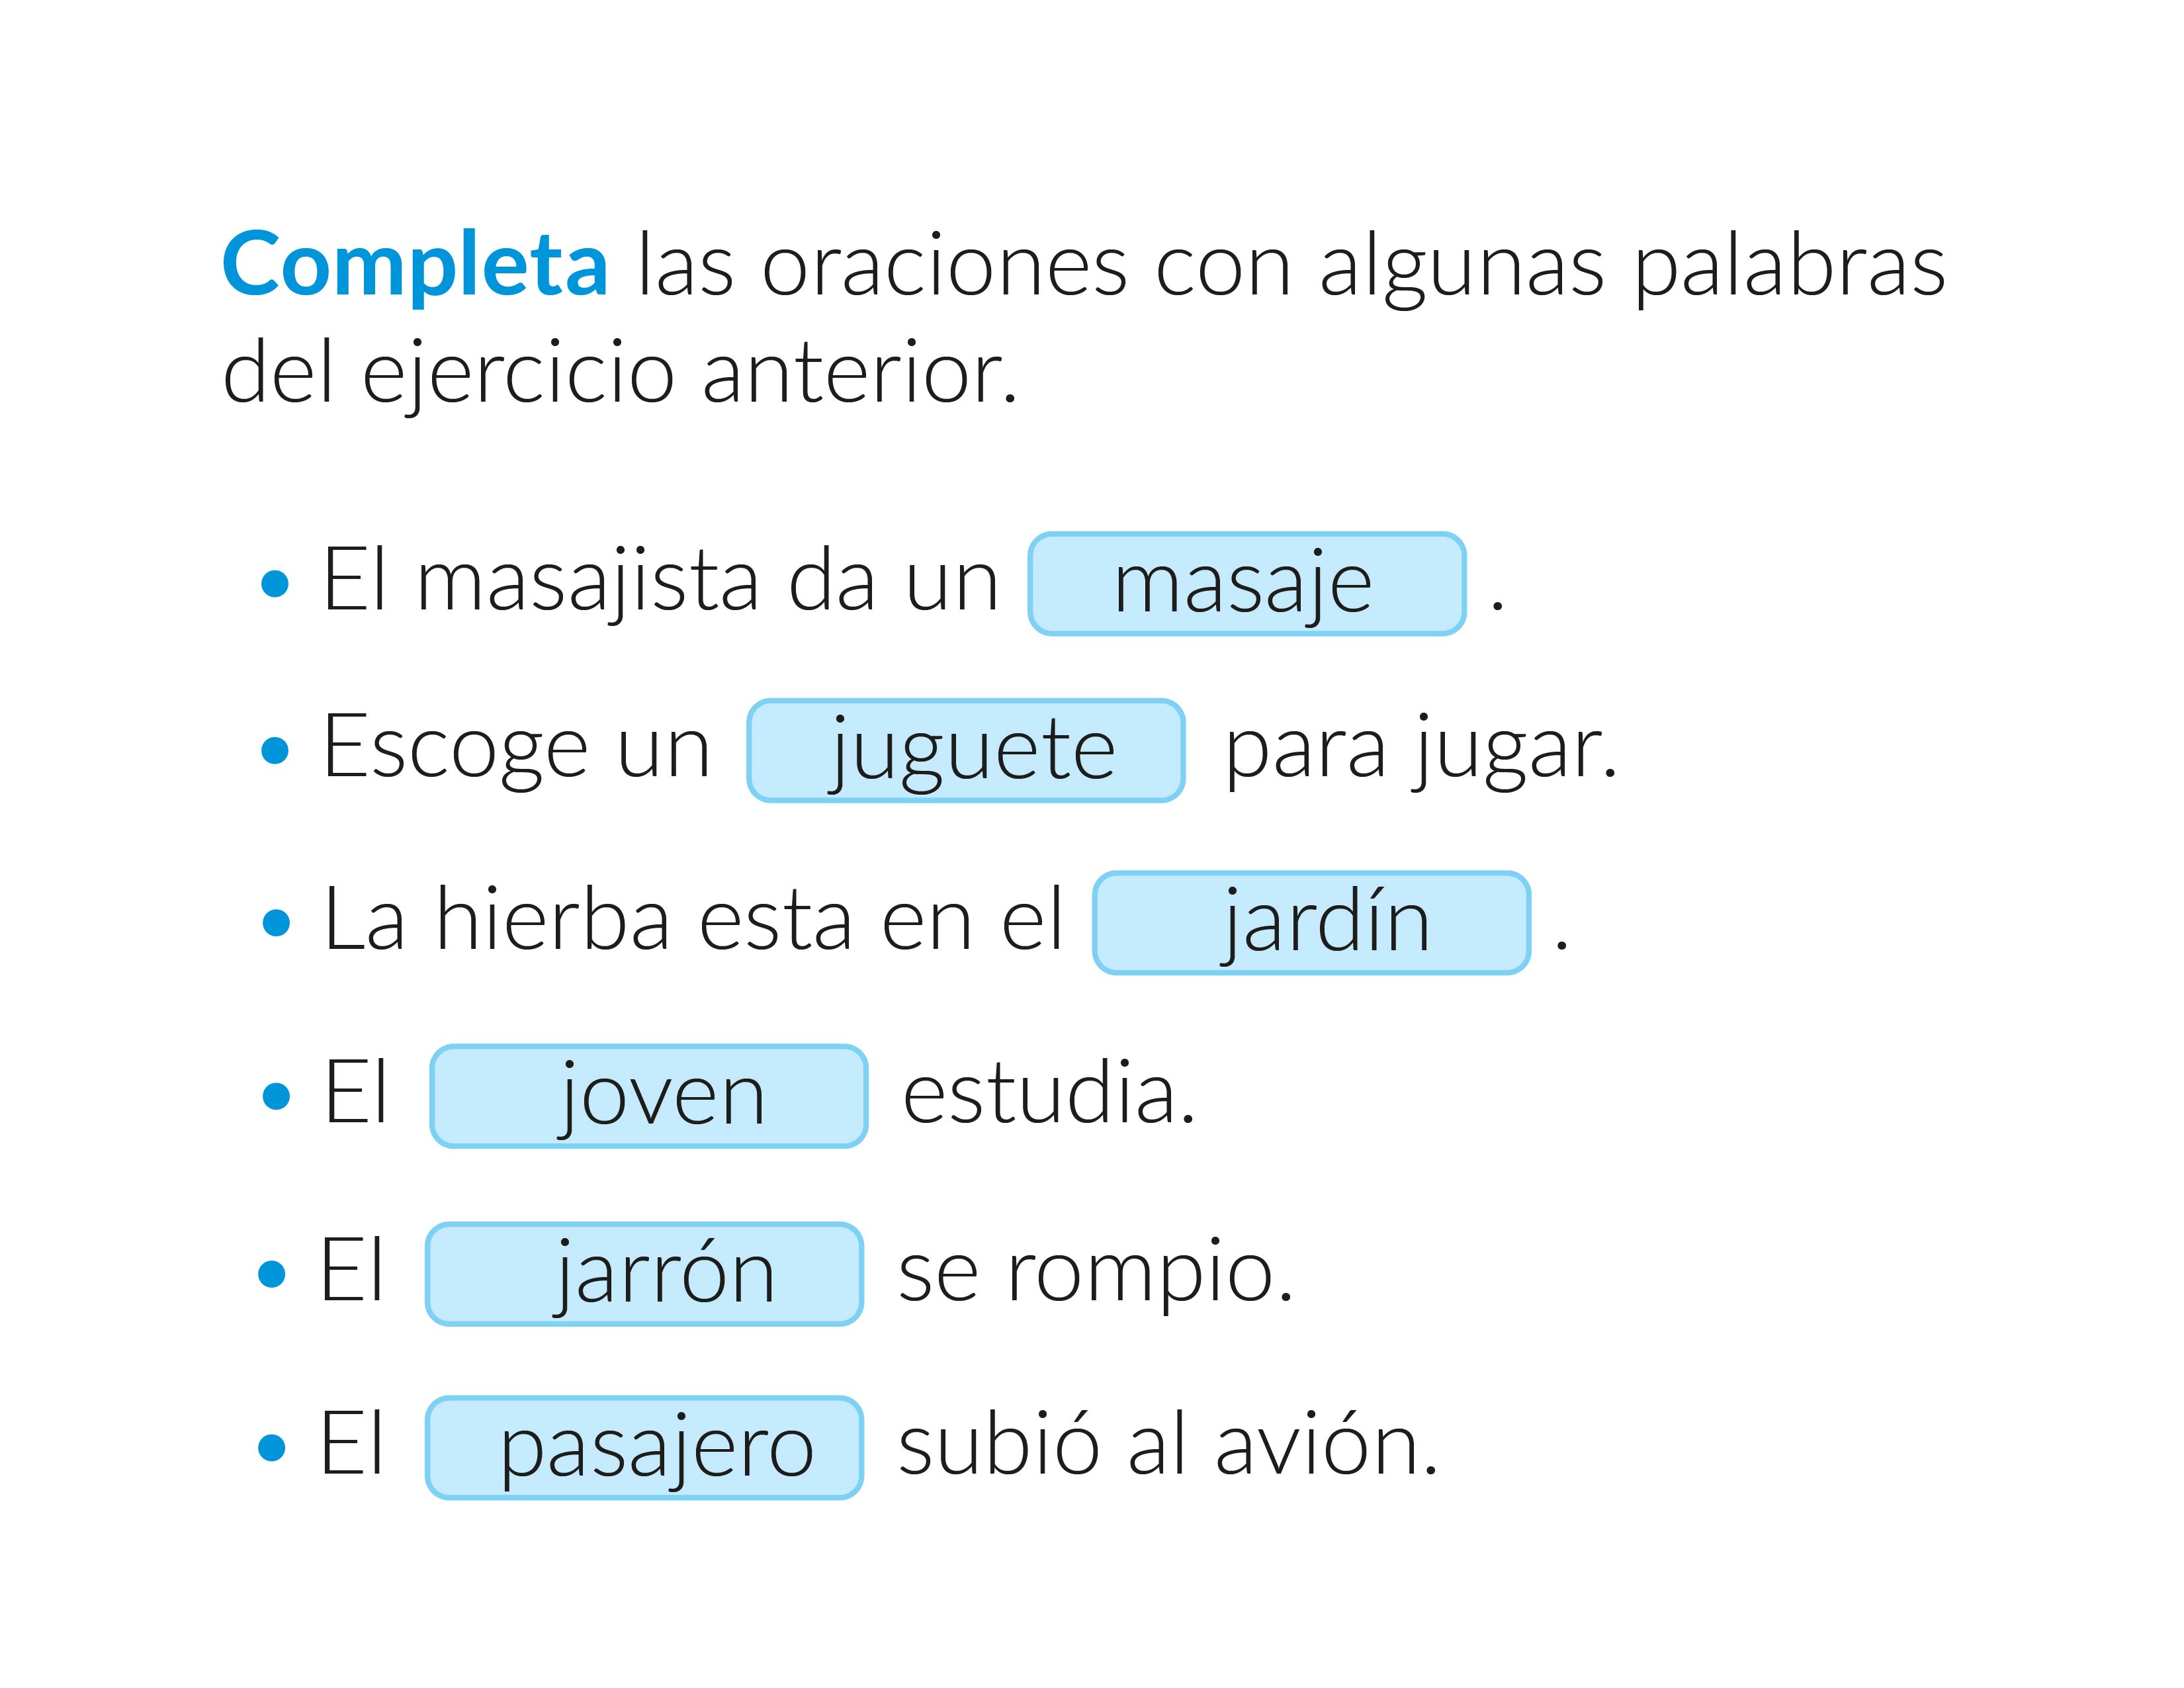 Completa las oraciones con algunas palabras
del ejercicio anterior.
• El masajista da un masaje .
• Escoge un juguete para jugar.
• La hierba esta en el jardín .
• El joven estudia.
• El jarrón se rompio.
• El pasajero subió al avión.